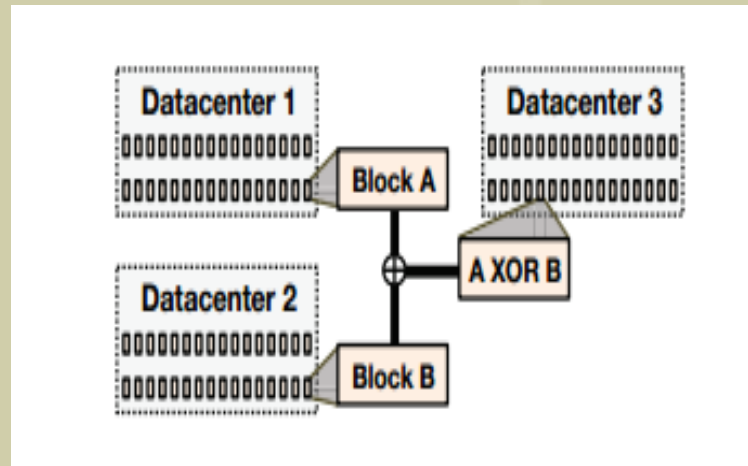 Datacenter 1
Datacenter 3
Block A
A XOR B
Datacenter 2
Block B